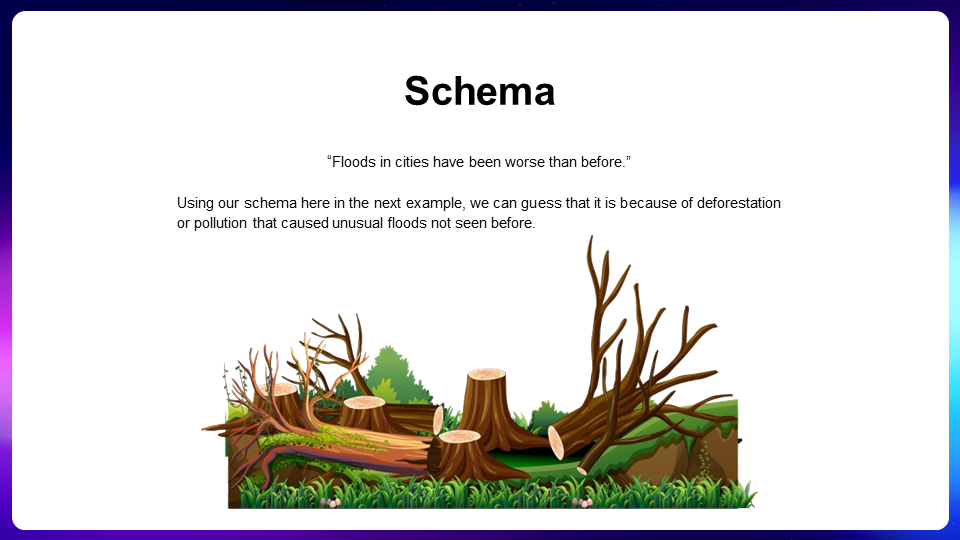 Schema
“Floods in cities have been worse than before.”
Using our schema here in the next example, we can guess that it is because of deforestation
or pollution that caused unusual floods not seen before.